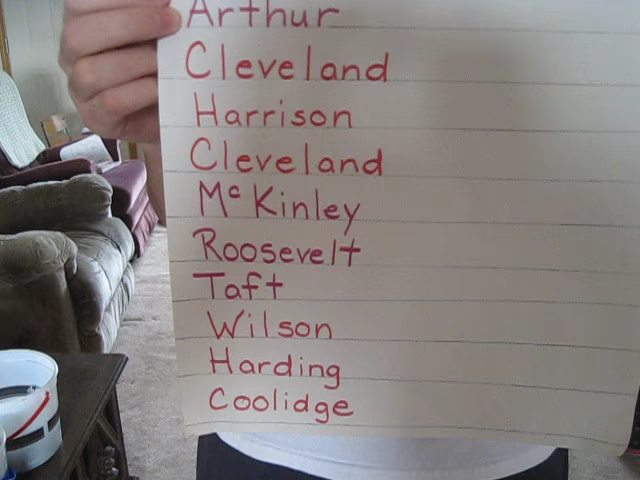 Arthur
Cleveland
Harrison
Cleveland
McKinley
Roosevelt
Taft
Wilson
Harding
Coolidge